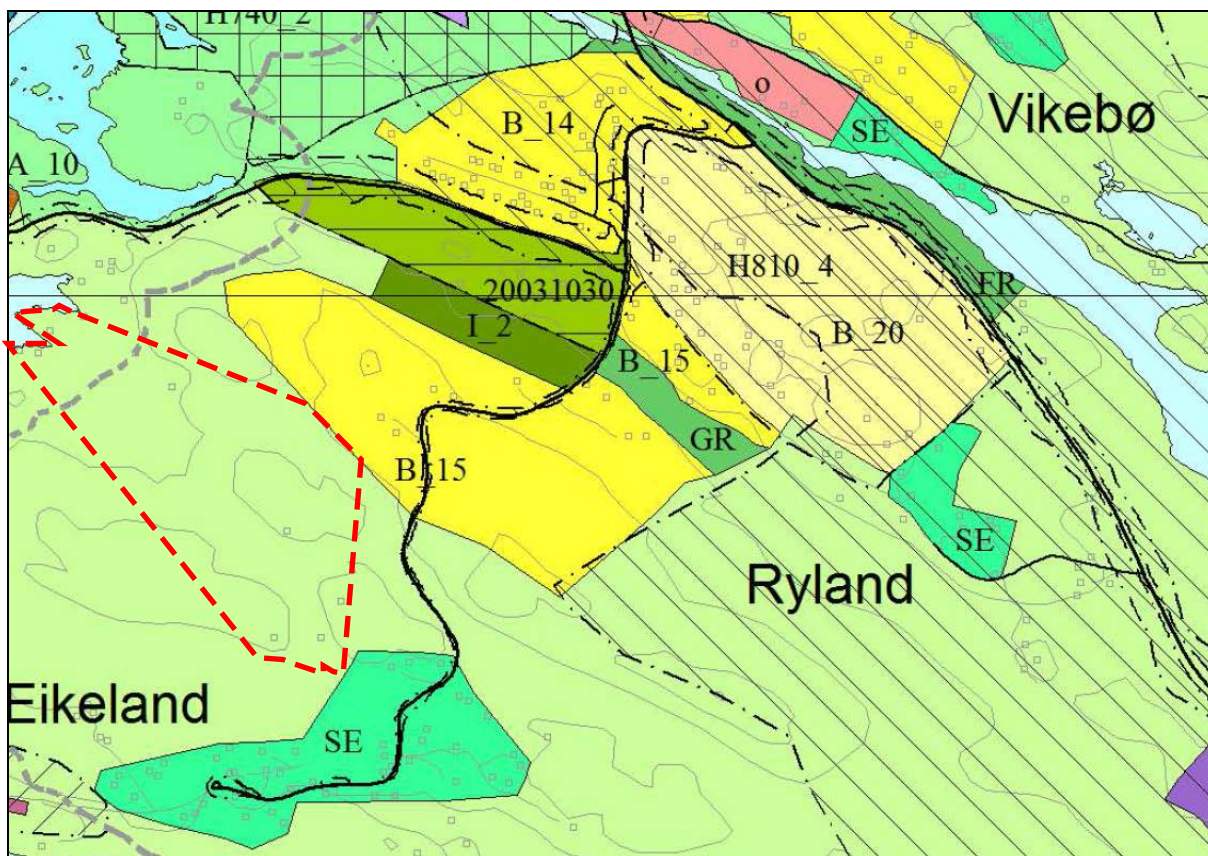 H740_2
B_14
o
SE
Vikebø
A_10
H810_4
20031030
FR
I_2
B_15
B_20
GR
B_15
SE
Ryland
Eikeland
SE